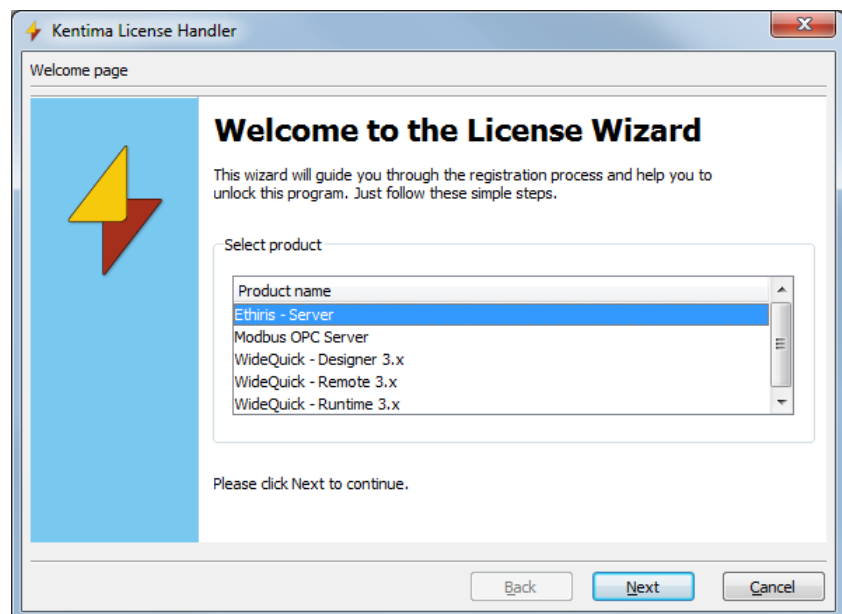 Kentima License Handler
Welcome page
Welcome to the License Wizard
This wizard will guide you through the registration process and help you to
unlock this program. Just follow these simple steps.
Select product
Product name
Ethiris - Server
Modbus OPC Server
WideQuick - Designer 3.x
WideQuick - Remote 3.x
WideQuick - Runtime 3.x
Please click Next to continue.
Back Next Cancel